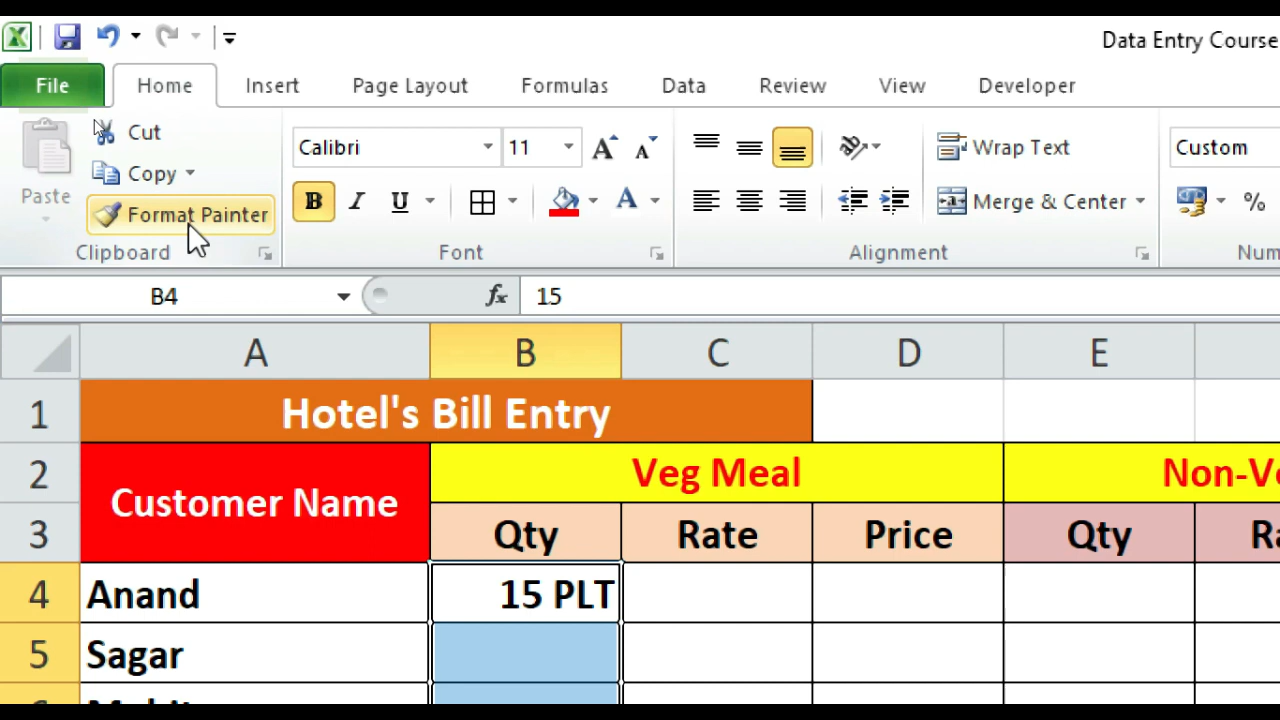 Data Entry Course
File Home Insert Page Layout Formulas Data Review View Developer
Cut
Copy
Format Painter
Paste
Clipboard
Calibri 11 A A
B I U A
Font
Wrap Text
Merge & Center
Alignment
Custom
%
B4 fx 15
A B C D E
1 Hotel's Bill Entry
2 Customer Name Veg Meal
3 Qty Rate Price Qty
4 Anand 15 PLT
5 Sagar